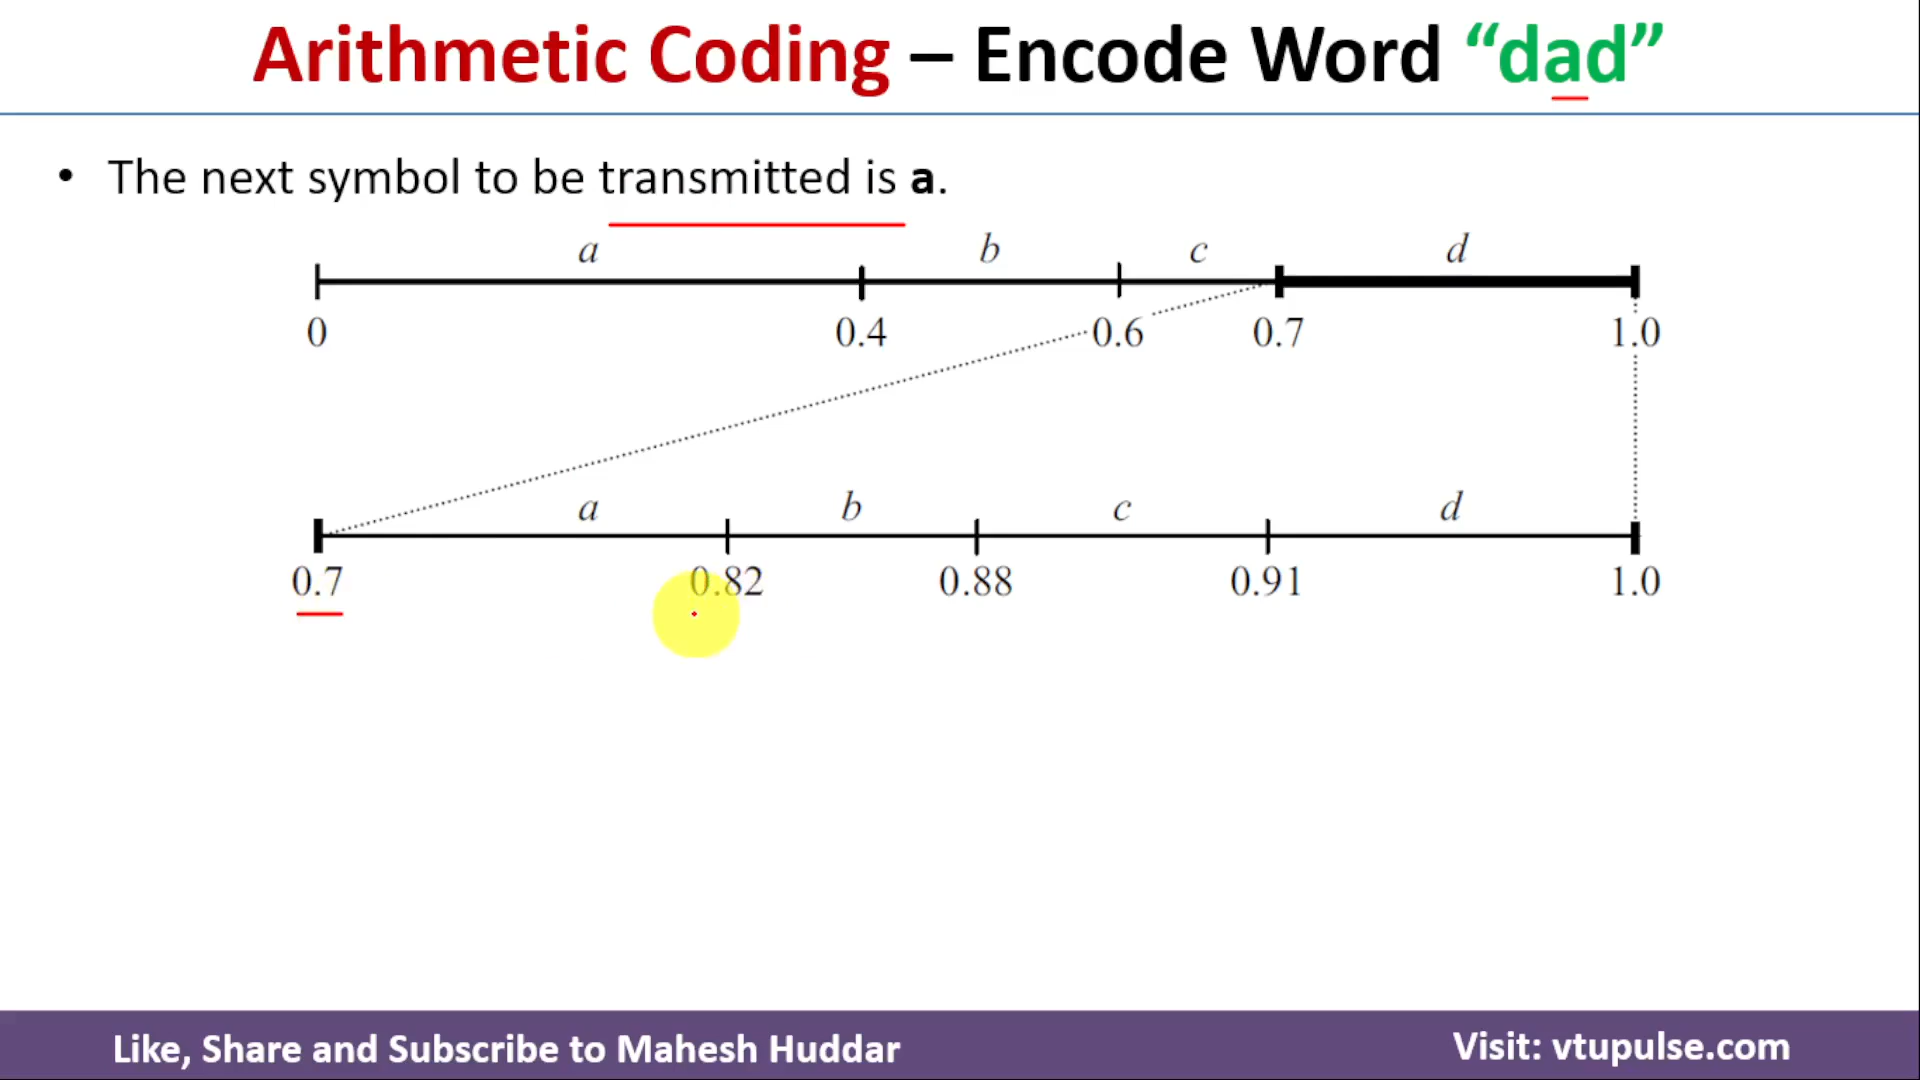 Arithmetic Coding – Encode Word “dad”
• The next symbol to be transmitted is a.
a b c d
0 0.4 0.6 0.7 1.0
a b c d
0.7 0.82 0.88 0.91 1.0
Like, Share and Subscribe to Mahesh Huddar Visit: vtupulse.com